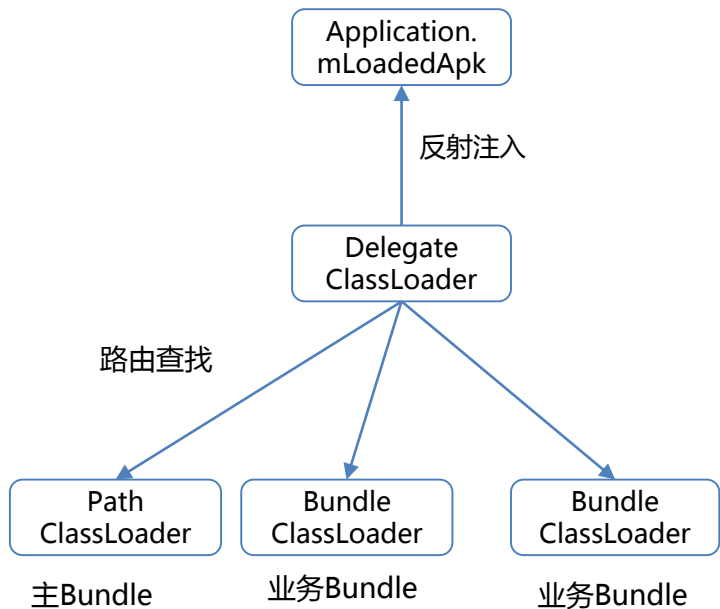 Application.
mLoadedApk
反射注入
Delegate
ClassLoader
路由查找
Path
ClassLoader
Bundle
ClassLoader
Bundle
ClassLoader
主Bundle
业务Bundle
业务Bundle